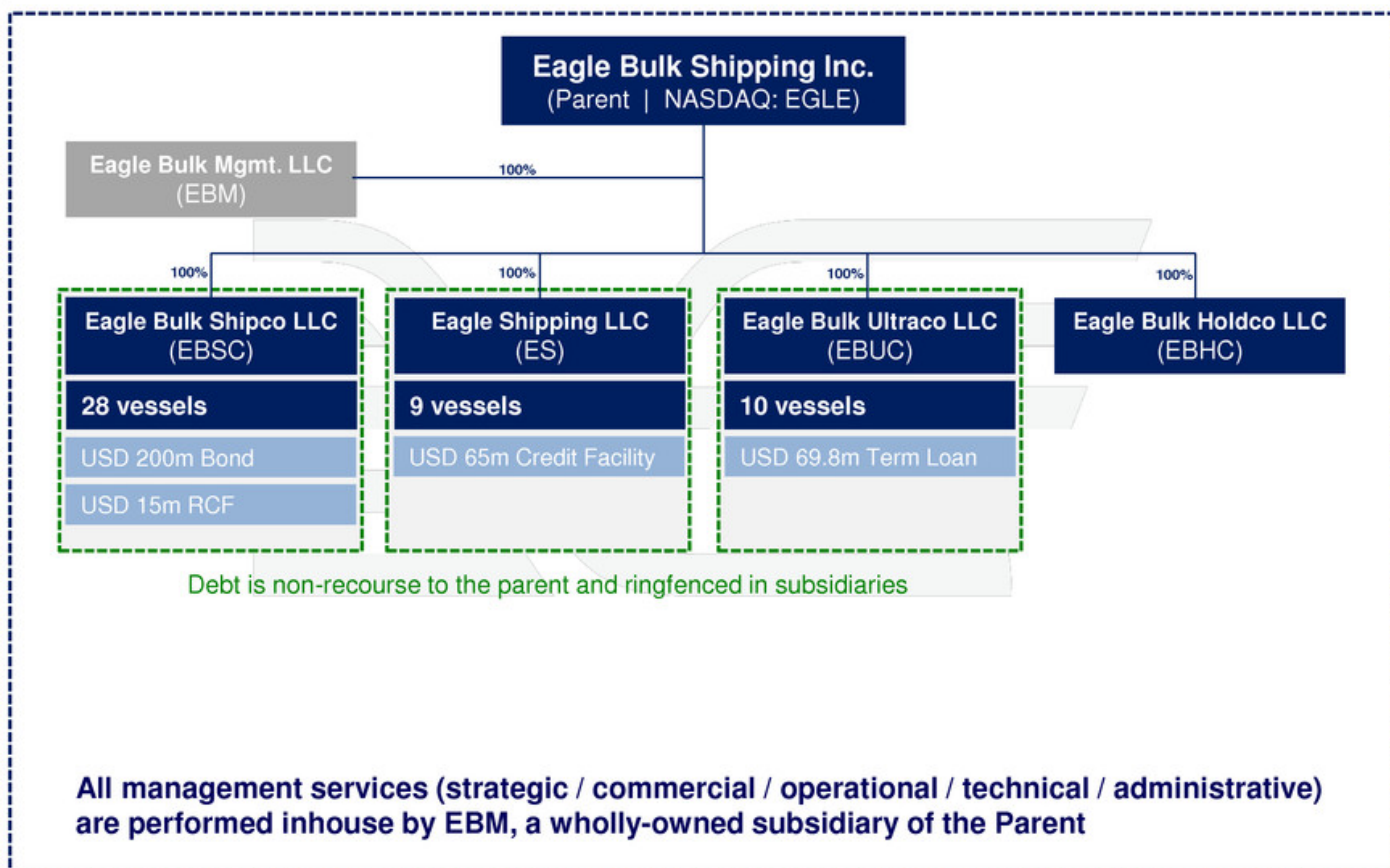 Eagle Bulk Shipping Inc.
(Parent | NASDAQ: EGLE)
Eagle Bulk Mgmt. LLC
(EBM)
100%
100%
100%
100%
100%
Eagle Bulk Shipco LLC
(EBSC)
28 vessels
USD 200m Bond
USD 15m RCF
Eagle Shipping LLC
(ES)
9 vessels
USD 65m Credit Facility
Eagle Bulk Ultraco LLC
(EBUC)
10 vessels
USD 69.8m Term Loan
Eagle Bulk Holdco LLC
(EBHC)
Debt is non-recourse to the parent and ringfenced in subsidiaries
All management services (strategic / commercial / operational / technical / administrative)
are performed inhouse by EBM, a wholly-owned subsidiary of the Parent